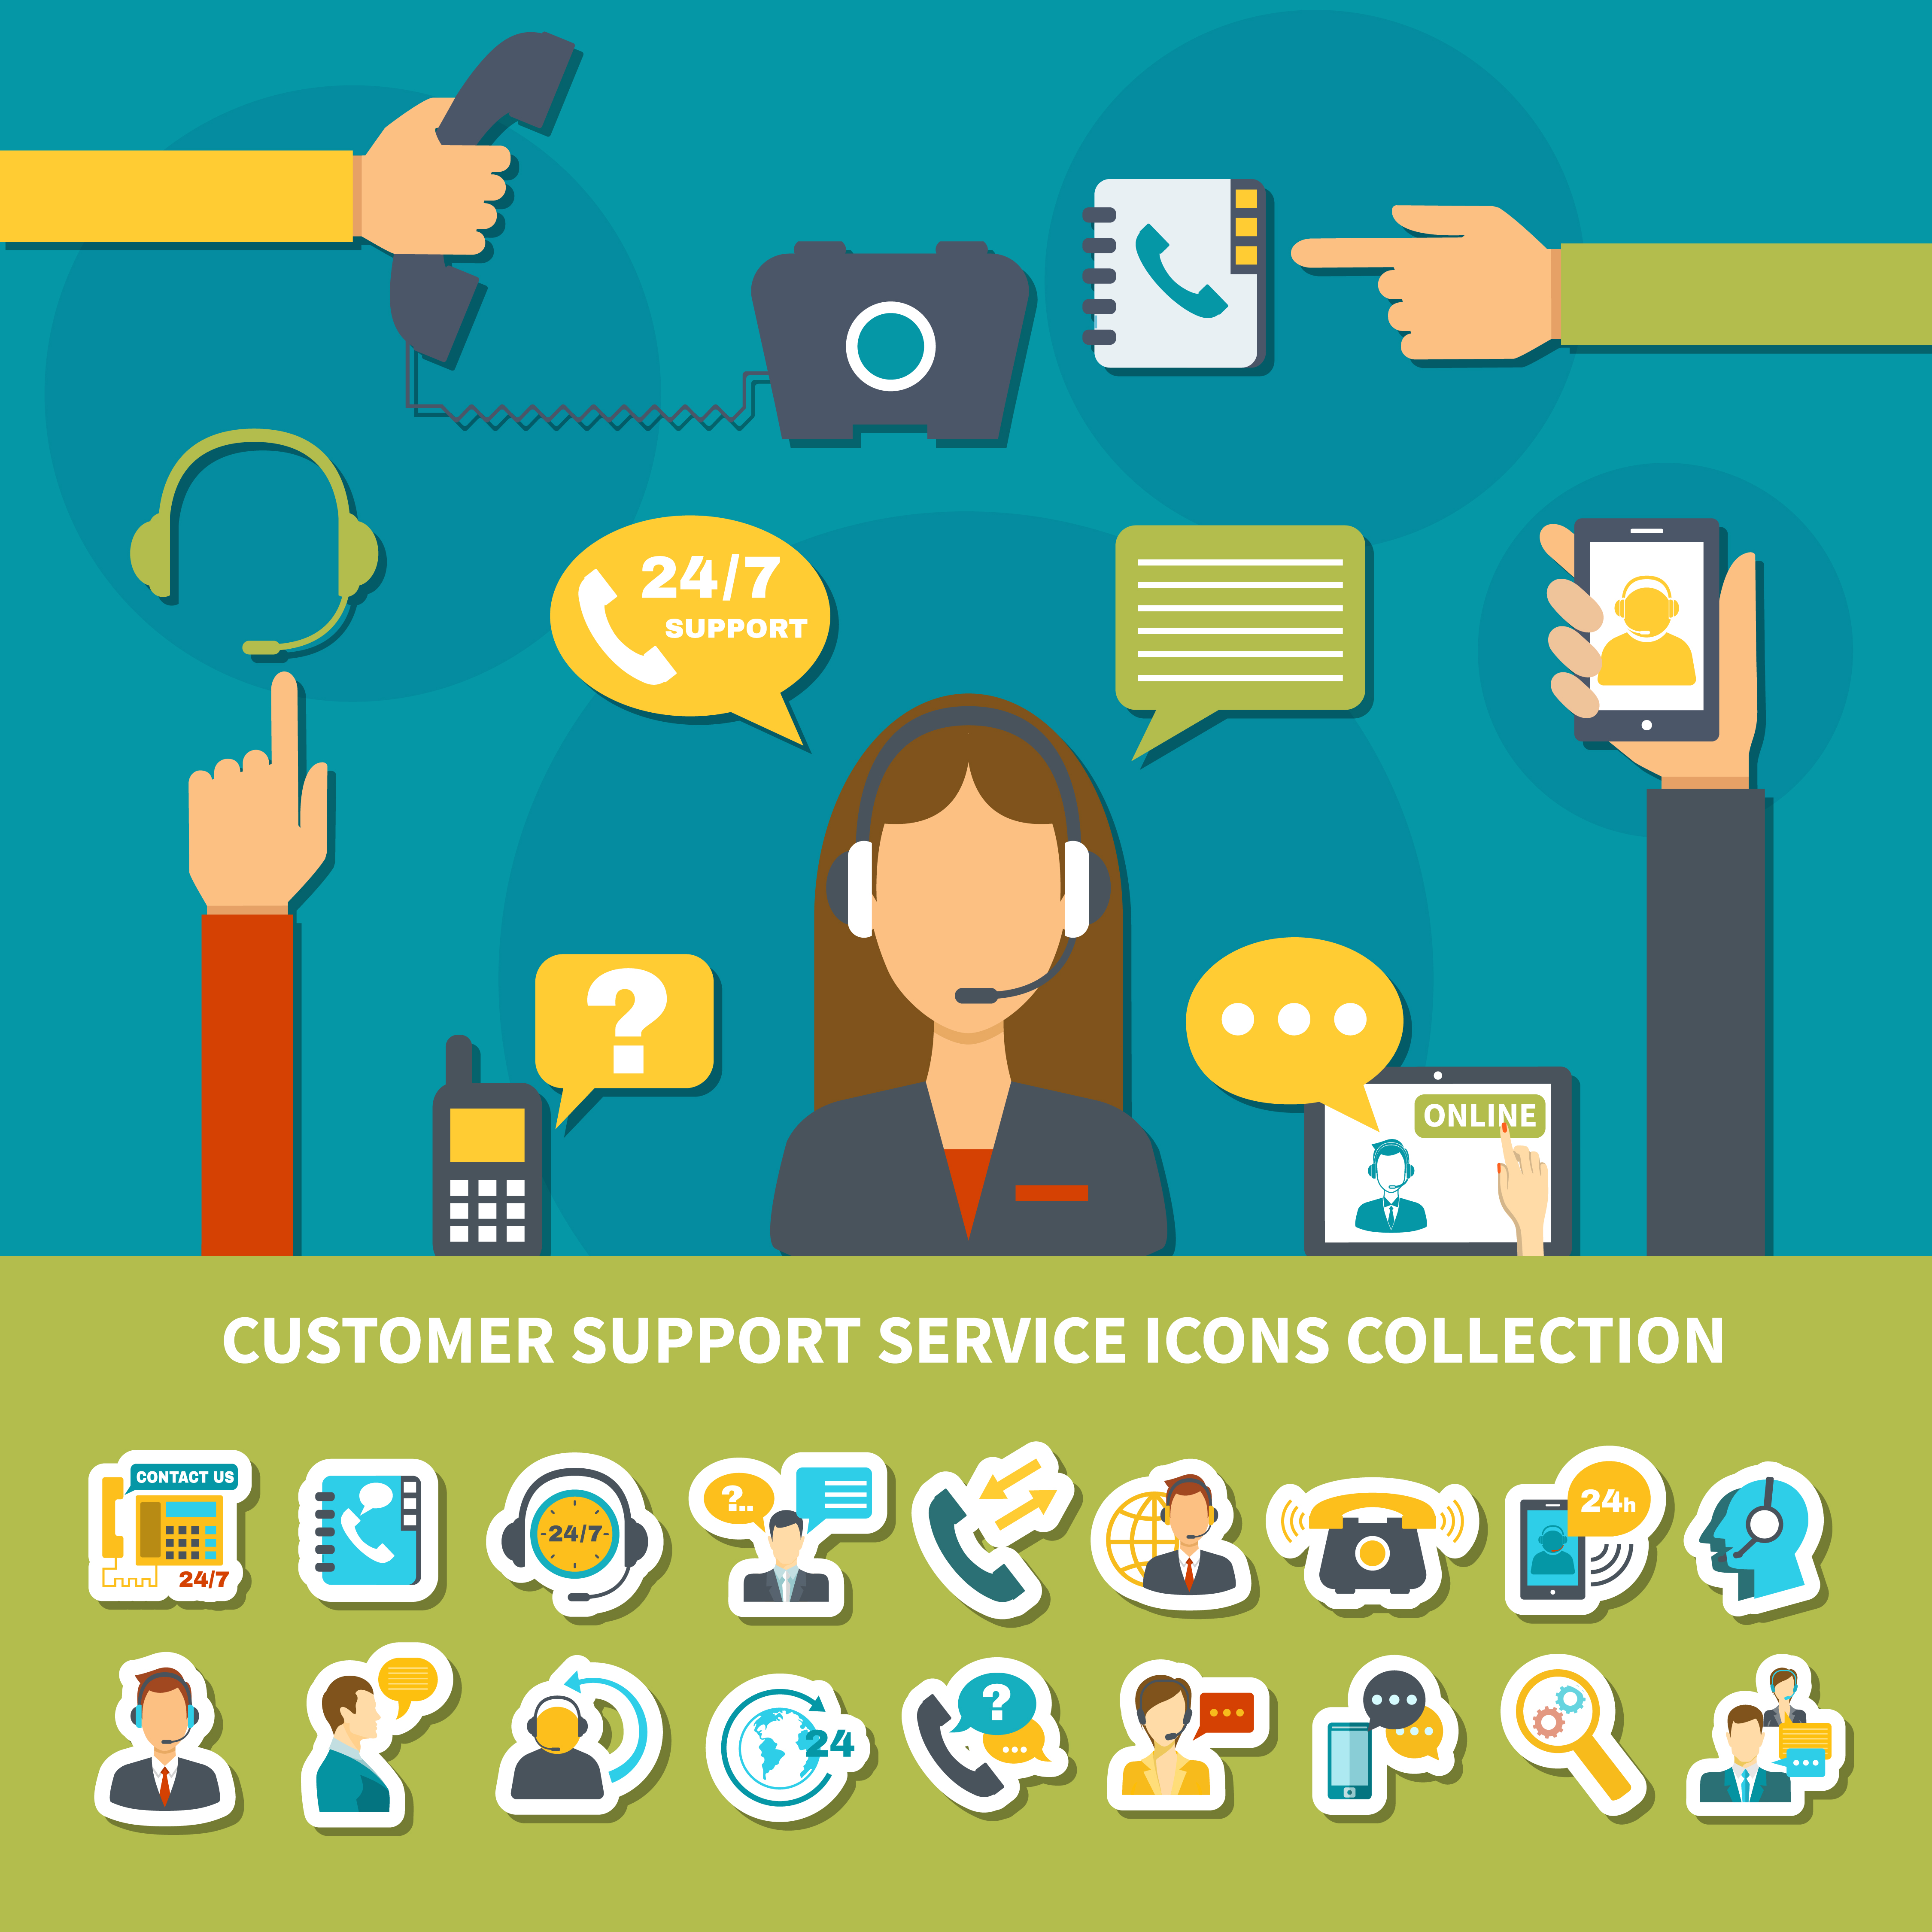 24/7
SUPPORT
?
?
ONLINE
CUSTOMER SUPPORT SERVICE ICONS COLLECTION
CONTACT US
24/7
24/7
?..
24h
24
?